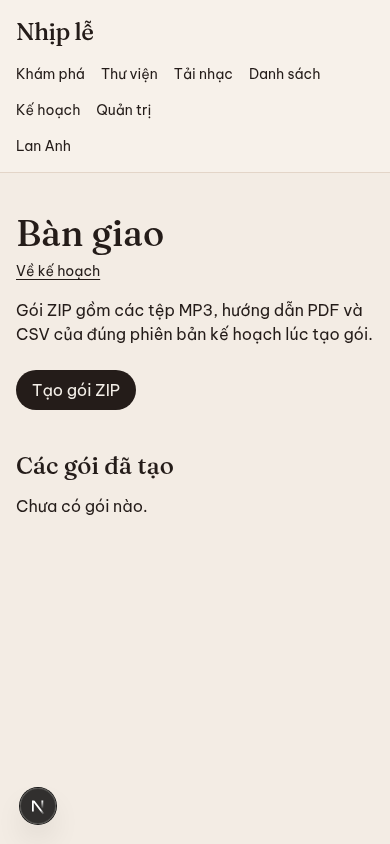 Nhịp lễ
Khám phá Thư viện Tải nhạc Danh sách
Kế hoạch Quản trị
Lan Anh
Bàn giao
Về kế hoạch
Gói ZIP gồm các tệp MP3, hướng dẫn PDF và
CSV của đúng phiên bản kế hoạch lúc tạo gói.
Tạo gói ZIP
Các gói đã tạo
Chưa có gói nào.
N